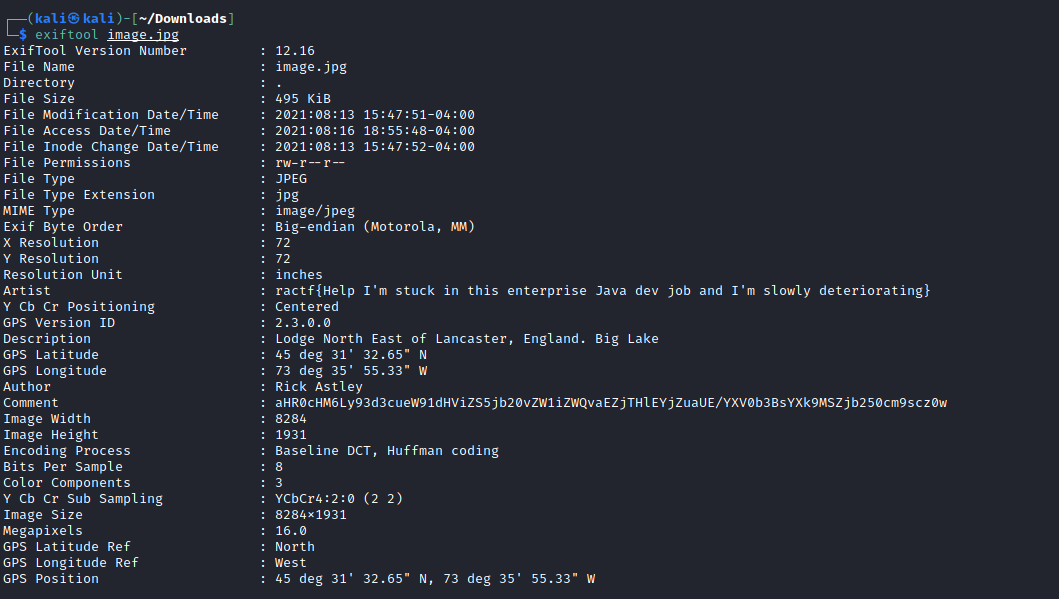 ┌──(kali㉿kali)-[~/Downloads]
└─$ exiftool image.jpg
ExifTool Version Number         : 12.16
File Name                       : image.jpg
Directory                       : .
File Size                       : 495 KiB
File Modification Date/Time     : 2021:08:13 15:47:51-04:00
File Access Date/Time           : 2021:08:16 18:55:48-04:00
File Inode Change Date/Time     : 2021:08:13 15:47:52-04:00
File Permissions                : rw-r--r--
File Type                       : JPEG
File Type Extension             : jpg
MIME Type                       : image/jpeg
Exif Byte Order                 : Big-endian (Motorola, MM)
X Resolution                    : 72
Y Resolution                    : 72
Resolution Unit                 : inches
Artist                          : ractf{Help I'm stuck in this enterprise Java dev job and I'm slowly deteriorating}
Y Cb Cr Positioning             : Centered
GPS Version ID                  : 2.3.0.0
Description                     : Lodge North East of Lancaster, England. Big Lake
GPS Latitude                    : 45 deg 31' 32.65" N
GPS Longitude                   : 73 deg 35' 55.33" W
Author                          : Rick Astley
Comment                         : aHR0cHM6Ly93d3cueW91dHViZS5jb20vZW1iZWQvaEZjTHlEYjZuaUE/YXV0b3BsYXk9MSZjb250cm9scz0w
Image Width                     : 8284
Image Height                    : 1931
Encoding Process                : Baseline DCT, Huffman coding
Bits Per Sample                 : 8
Color Components                : 3
Y Cb Cr Sub Sampling            : YCbCr4:2:0 (2 2)
Image Size                      : 8284×1931
Megapixels                      : 16.0
GPS Latitude Ref                : North
GPS Longitude Ref               : West
GPS Position                    : 45 deg 31' 32.65" N, 73 deg 35' 55.33" W